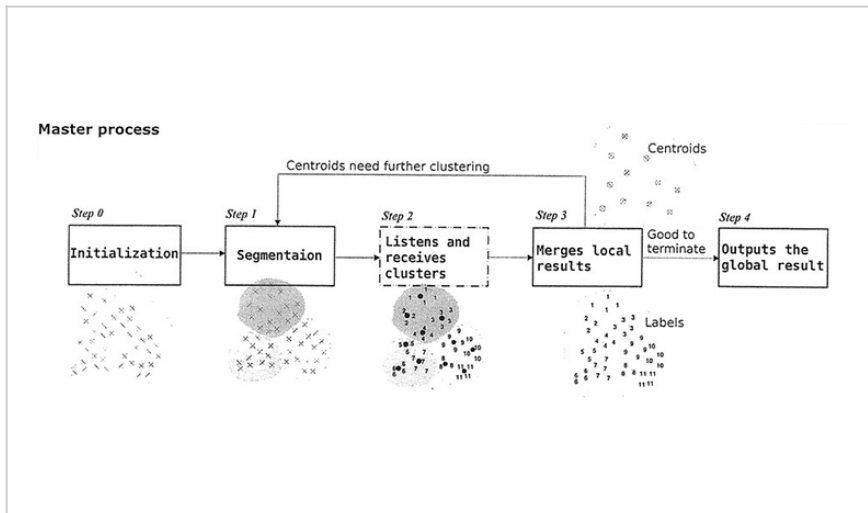 Master process
Centroids need further clustering
Centroids
Step 0
Step 1
Step 2
Step 3
Step 4
Initialization
Segmentaion
Listens and
receives
clusters
Merges local
results
Good to
terminate
Outputs the
global result
Labels